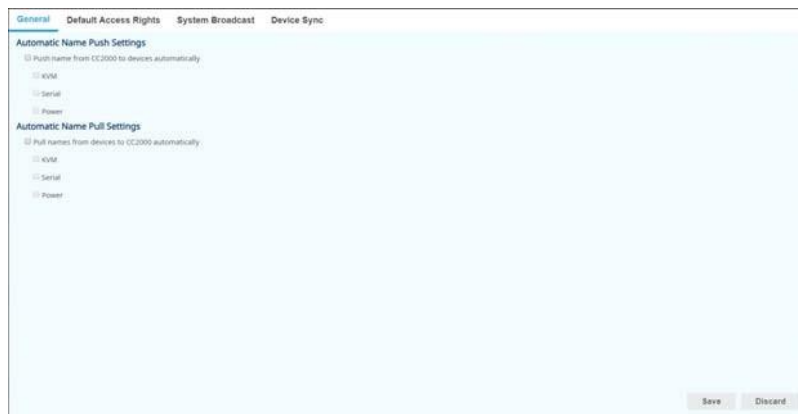 General Default Access Rights System Broadcast Device Sync
Automatic Name Push Settings
Push name from CC2000 to devices automatically
KVM
Serial
Power
Automatic Name Pull Settings
Pull names from devices to CC2000 automatically
KVM
Serial
Power
Save Discard